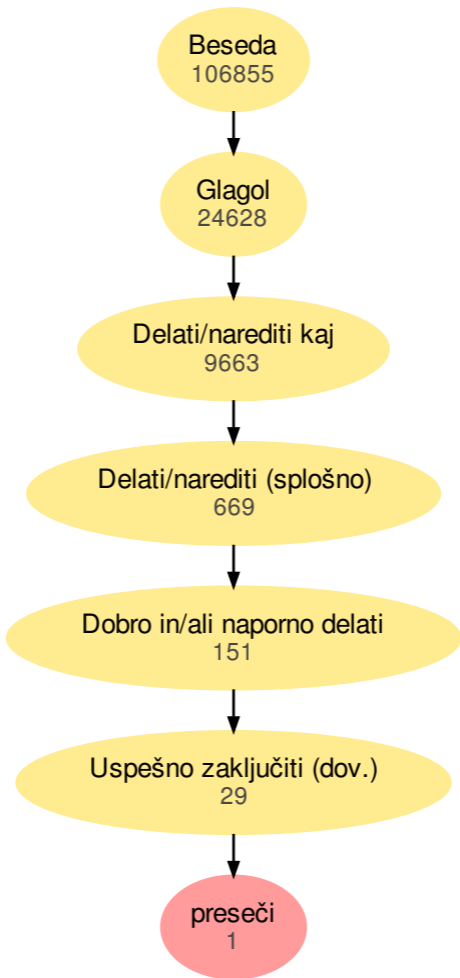 Beseda
106855
Glagol
24628
Delati/narediti kaj
9663
Delati/narediti (splošno)
669
Dobro in/ali naporno delati
151
Uspešno zaključiti (dov.)
29
preseči
1